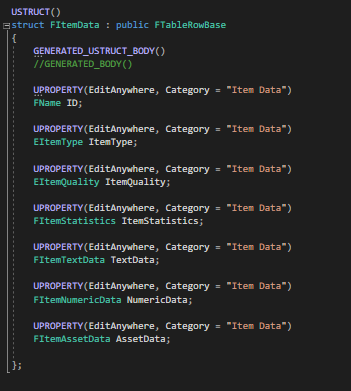 USTRUCT()
struct FItemData : public FTableRowBase
{
GENERATED_USTRUCT_BODY()
//GENERATED_BODY()
UPROPERTY(EditAnywhere, Category = "Item Data")
FName ID;
UPROPERTY(EditAnywhere, Category = "Item Data")
EItemType ItemType;
UPROPERTY(EditAnywhere, Category = "Item Data")
EItemQuality ItemQuality;
UPROPERTY(EditAnywhere, Category = "Item Data")
FItemStatistics ItemStatistics;
UPROPERTY(EditAnywhere, Category = "Item Data")
FItemTextData TextData;
UPROPERTY(EditAnywhere, Category = "Item Data")
FItemNumericData NumericData;
UPROPERTY(EditAnywhere, Category = "Item Data")
FItemAssetData AssetData;
};